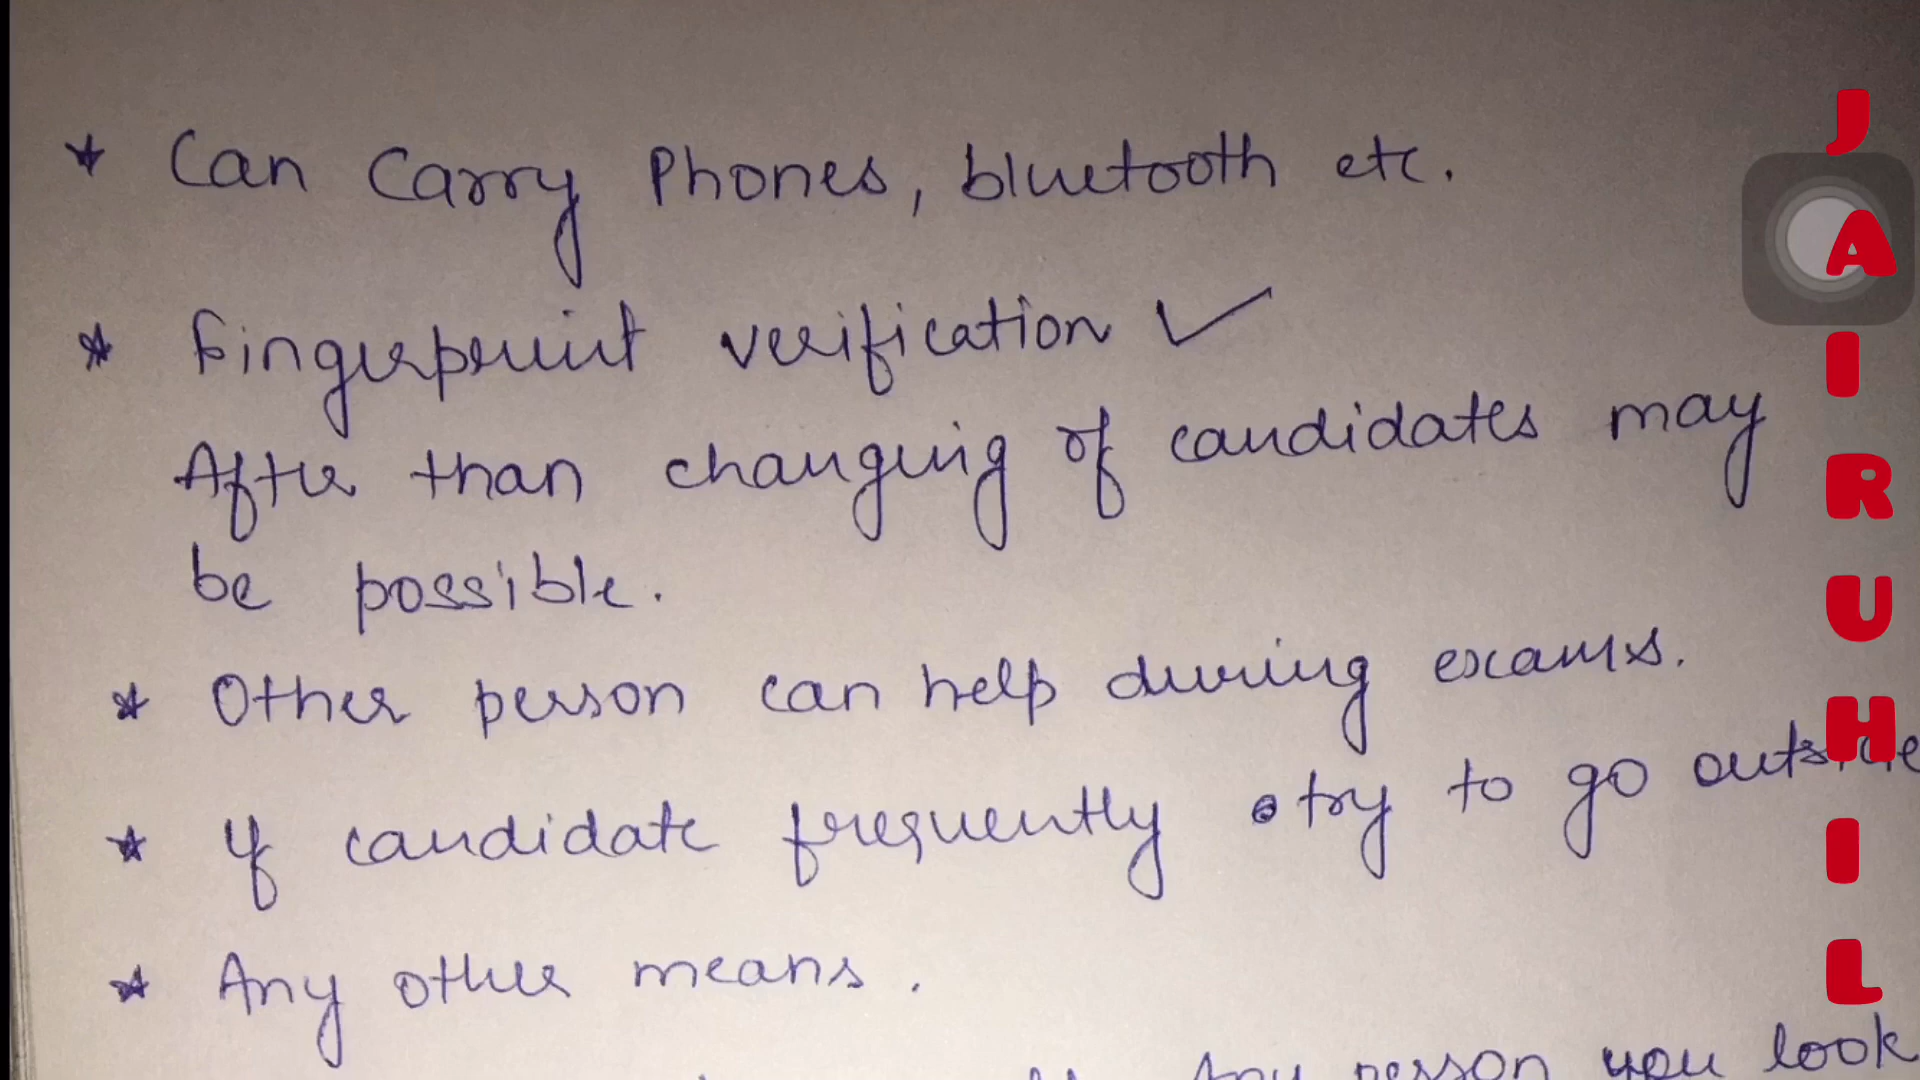 * Can Carry Phones, bluetooth etc.
* Fingerprint verification ✓
After than changing of candidates may
be possible.
* Other person can help during exams.
* If candidate frequently try to go outside
* Any other means.
Any person you look
JAIRUHIL